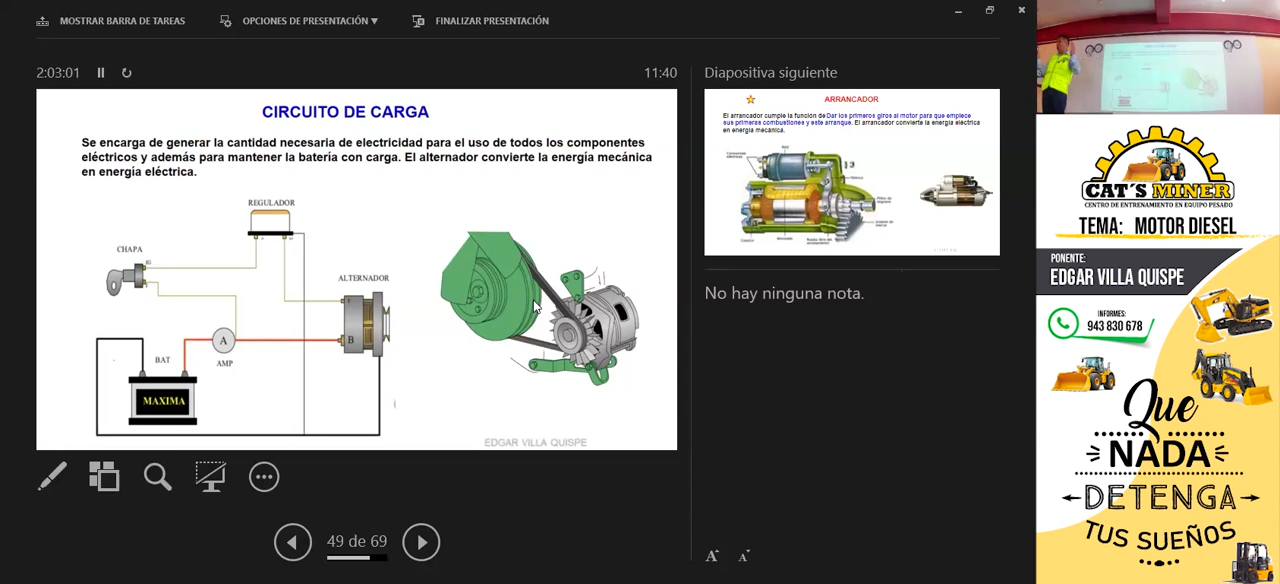 MOSTRAR BARRA DE TAREAS
OPCIONES DE PRESENTACIÓN ▼
FINALIZAR PRESENTACIÓN
2:03:01
11:40
CIRCUITO DE CARGA
Se encarga de generar la cantidad necesaria de electricidad para el uso de todos los componentes
eléctricos y además para mantener la batería con carga. El alternador convierte la energía mecánica
en energía eléctrica.
REGULADOR
CHAPA
ALTERNADOR
F
B
A
AMP
BAT
MAXIMA
EDGAR VILLA QUISPE
49 de 69
Diapositiva siguiente
ARRANCADOR
El arrancador cumple la función de Dar los primeros giros al motor para que empiece
sus primeras combustiones y este arranque. El arrancador convierte la energía eléctrica
en energía mecánica.
No hay ninguna nota.
A A
CAT'S MINER
CENTRO DE ENTRENAMIENTO EN EQUIPO PESADO
TEMA: MOTOR DIESEL
PONENTE:
EDGAR VILLA QUISPE
INFORMES:
943 830 678
Que
NADA
DETENGA
TUS SUEÑOS